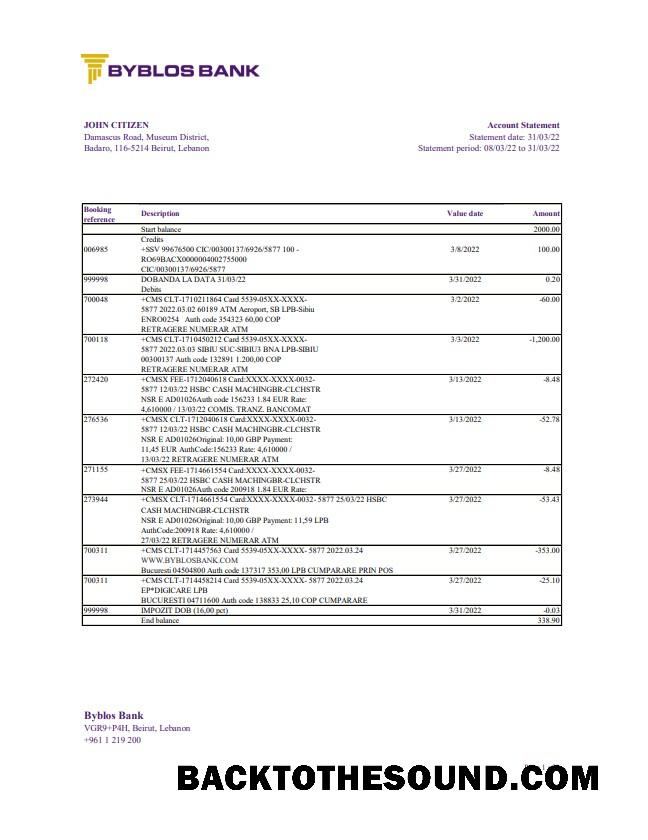 BYBLOS BANK
JOHN CITIZEN
Damascus Road, Museum District,
Badaro, 116-5214 Beirut, Lebanon
Account Statement
Statement date: 31/03/22
Statement period: 08/03/22 to 31/03/22
Booking reference Description Value date Amount
Start balance 2000.00
Credits
006985 +SSV 99676500 CIC/00300137/6926/5877 100 - 3/8/2022 100.00
RO69BACX0000004002755000
CIC/00300137/6926/5877
999998 DOBANDA LA DATA 31/03/22 3/31/2022 0.20
Debits
700048 +CMS CLT-1710211864 Card 5539-05XX-XXXX- 3/2/2022 -60.00
5877 2022.03.02 60189 ATM Aeroport, SB LPB-Sibiu
ENRO0254 Auth code 354323 60,00 COP
RETRAGERE NUMERAR ATM
700118 +CMS CLT-1710450212 Card 5539-05XX-XXXX- 3/3/2022 -1,200.00
5877 2022.03.03 SIBIU SUC-SIBIU3 BNA LPB-SIBIU
00300137 Auth code 132891 1.200,00 COP
RETRAGERE NUMERAR ATM
272420 +CMSX FEE-1712040618 Card:XXXX-XXXX-0032- 3/13/2022 -8.48
5877 12/03/22 HSBC CASH MACHINGBR-CLCHSTR
NSR E AD01026Auth code 156233 1.84 EUR Rate:
4,610000 / 13/03/22 COMIS. TRANZ. BANCOMAT
276536 +CMSX CLT-1712040618 Card:XXXX-XXXX-0032- 3/13/2022 -52.78
5877 12/03/22 HSBC CASH MACHINGBR-CLCHSTR
NSR E AD01026Original: 10,00 GBP Payment:
11,45 EUR AuthCode:156233 Rate: 4,610000 /
13/03/22 RETRAGERE NUMERAR ATM
271155 +CMSX FEE-1714661554 Card:XXXX-XXXX-0032- 3/27/2022 -8.48
5877 25/03/22 HSBC CASH MACHINGBR-CLCHSTR
NSR E AD01026Auth code 200918 1.84 EUR Rate:
273944 +CMSX CLT-1714661554 Card:XXXX-XXXX-0032- 5877 25/03/22 HSBC 3/27/2022 -53.43
CASH MACHINGBR-CLCHSTR
NSR E AD01026Original: 10,00 GBP Payment: 11,59 LPB
AuthCode:200918 Rate: 4,610000 /
27/03/22 RETRAGERE NUMERAR ATM
700311 +CMS CLT-1714457563 Card 5539-05XX-XXXX- 5877 2022.03.24 3/27/2022 -353.00
WWW.BYBLOSBANK.COM
Bucuresti 04504800 Auth code 137317 353,00 LPB CUMPARARE PRIN POS
700311 +CMS CLT-1714458214 Card 5539-05XX-XXXX- 5877 2022.03.24 3/27/2022 -25.10
EP*DIGICARE LPB
BUCURESTI 04711600 Auth code 138833 25,10 COP CUMPARARE
999998 IMPOZIT DOB (16,00 pct) 3/31/2022 -0.03
End balance 338.90
Byblos Bank
VGR9+P4H, Beirut, Lebanon
+961 1 219 200
BACKTOTHESOUND.COM